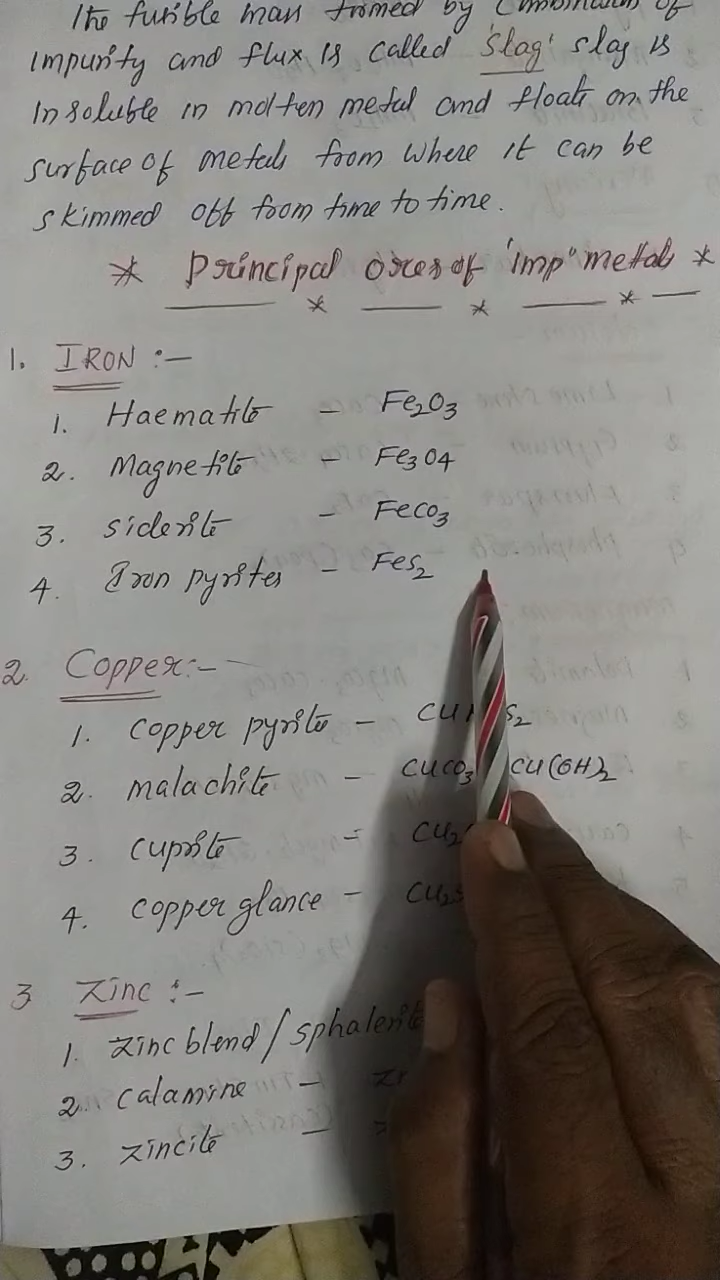 The fusible mass fromed by Combination of
impurity and flux is called 'Slag' slag is
insoluble in molten metal and floats on the
surface of metals from where it can be
skimmed off from time to time.
* Principal ores of 'imp" metals *
1. IRON :-
1. Haematite - Fe2O3
2. Magnetite - Fe3O4
3. Siderite - FeCO3
4. Iron pyrites - FeS2
2. Copper:-
1. Copper pyrite - CU S2
2. malachite - CUCO3 CU(OH)2
3. cuprite = CU2
4. Copper glance - CU2S
3 Zinc :-
1. Zinc blend / sphalerite
2. Calamine - Z
3. Zincite -